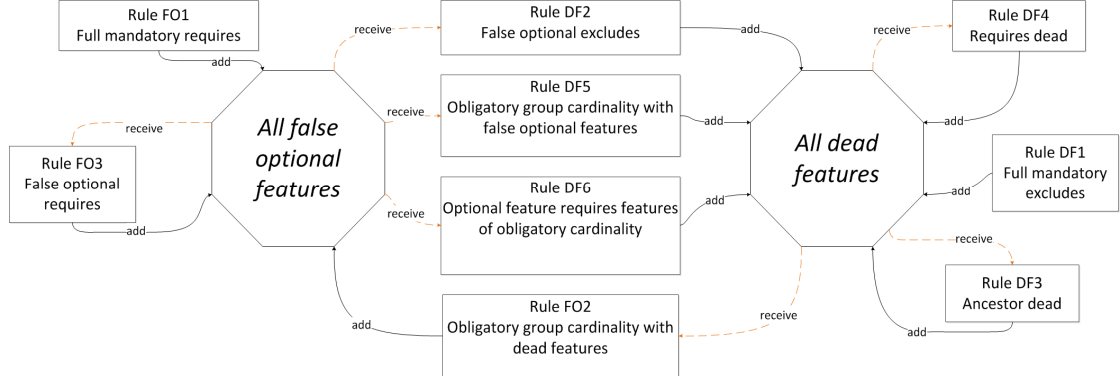 Rule FO1
Full mandatory requires
add
receive
Rule FO3
False optional
requires
add
All false
optional
features
receive
Rule DF2
False optional excludes
add
receive
Rule DF5
Obligatory group cardinality with
false optional features
add
receive
Rule DF6
Optional feature requires features
of obligatory cardinality
add
add
Rule FO2
Obligatory group cardinality with
dead features
receive
All dead
features
receive
Rule DF4
Requires dead
add
Rule DF1
Full mandatory
excludes
add
receive
Rule DF3
Ancestor dead
add